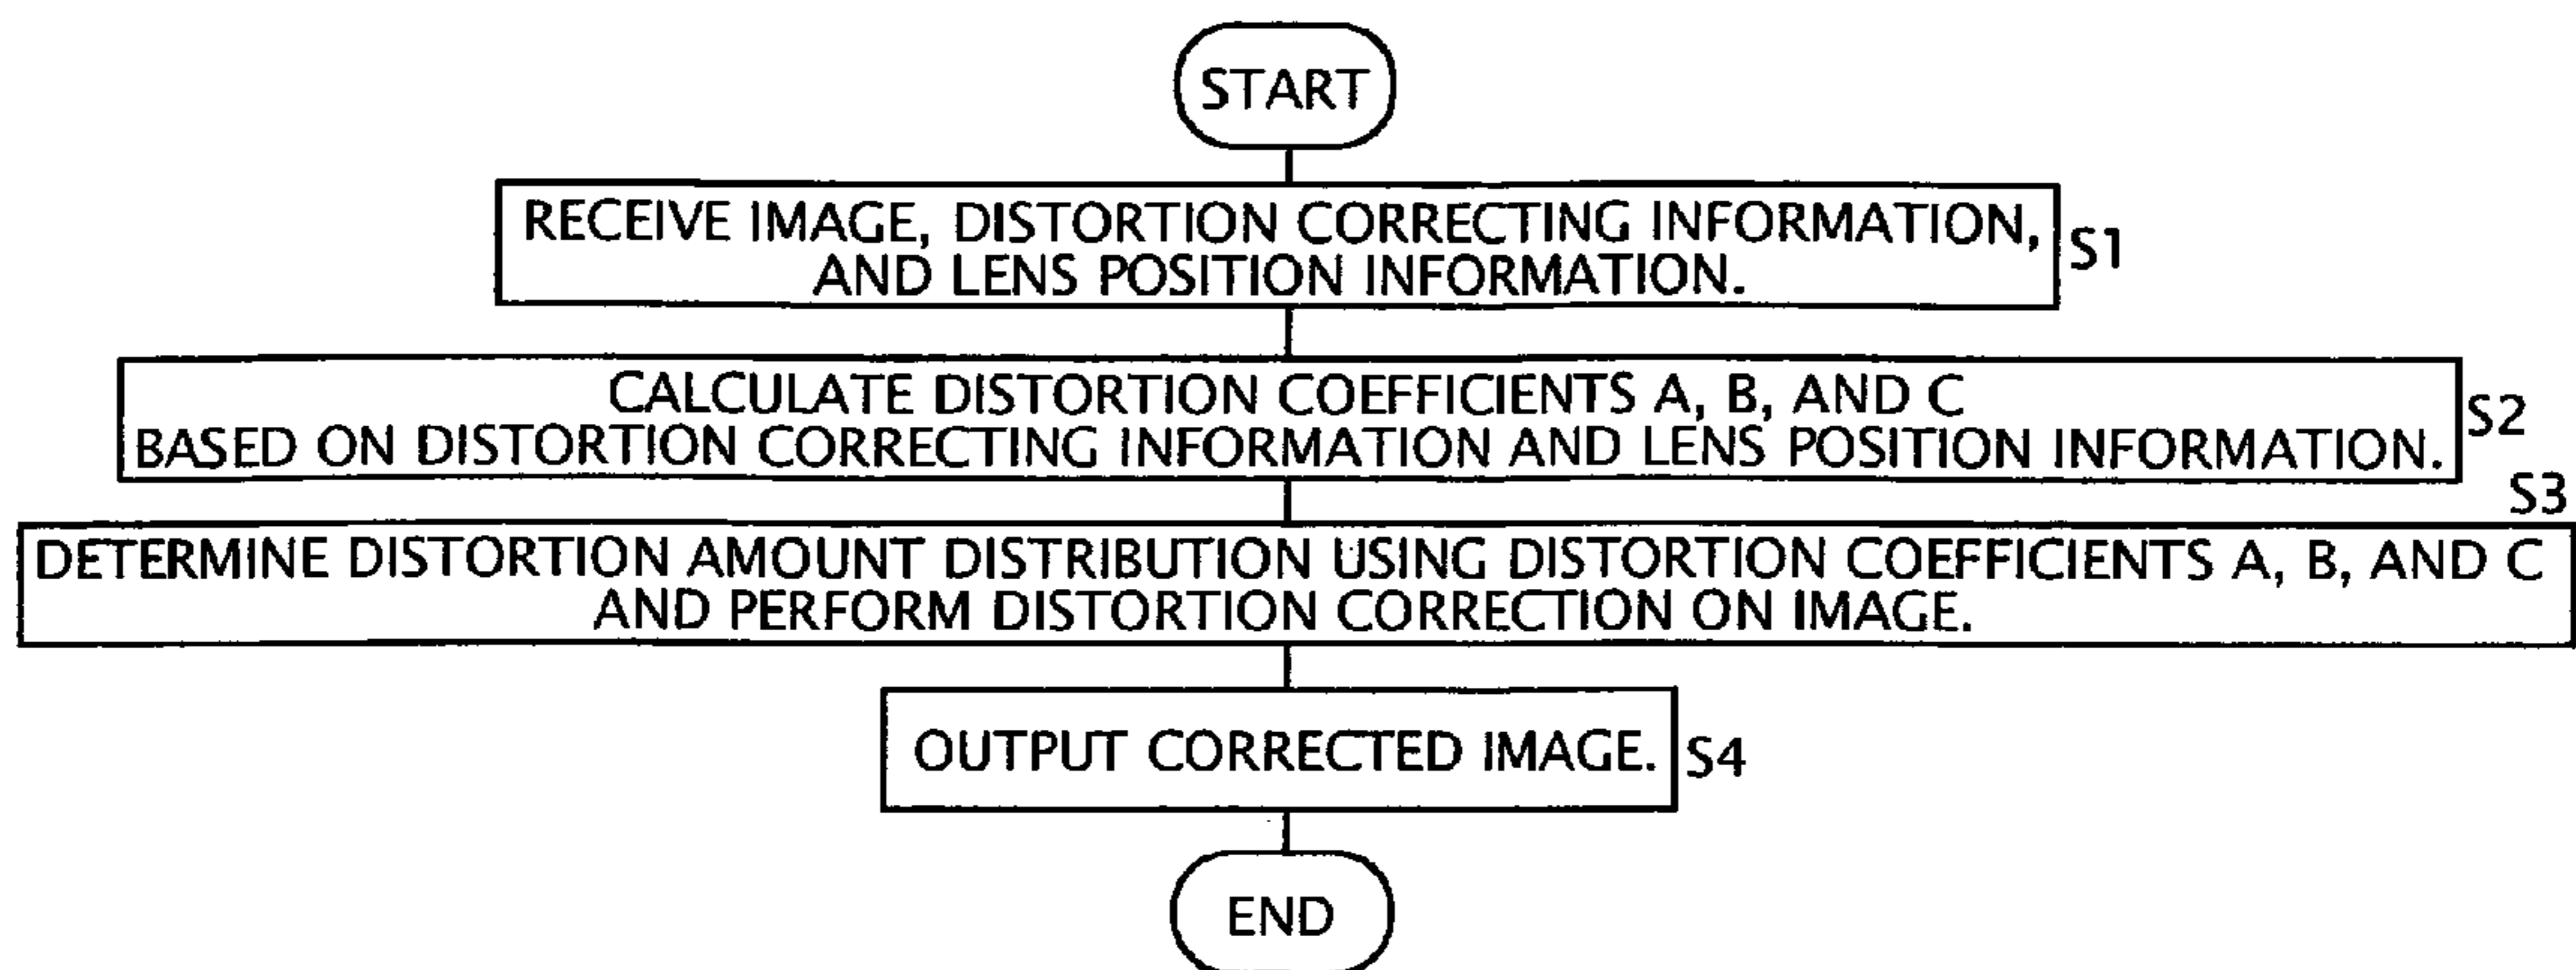 START
RECEIVE IMAGE, DISTORTION CORRECTING INFORMATION,
AND LENS POSITION INFORMATION.
S1
CALCULATE DISTORTION COEFFICIENTS A, B, AND C
BASED ON DISTORTION CORRECTING INFORMATION AND LENS POSITION INFORMATION.
S2
S3
DETERMINE DISTORTION AMOUNT DISTRIBUTION USING DISTORTION COEFFICIENTS A, B, AND C
AND PERFORM DISTORTION CORRECTION ON IMAGE.
OUTPUT CORRECTED IMAGE.
S4
END